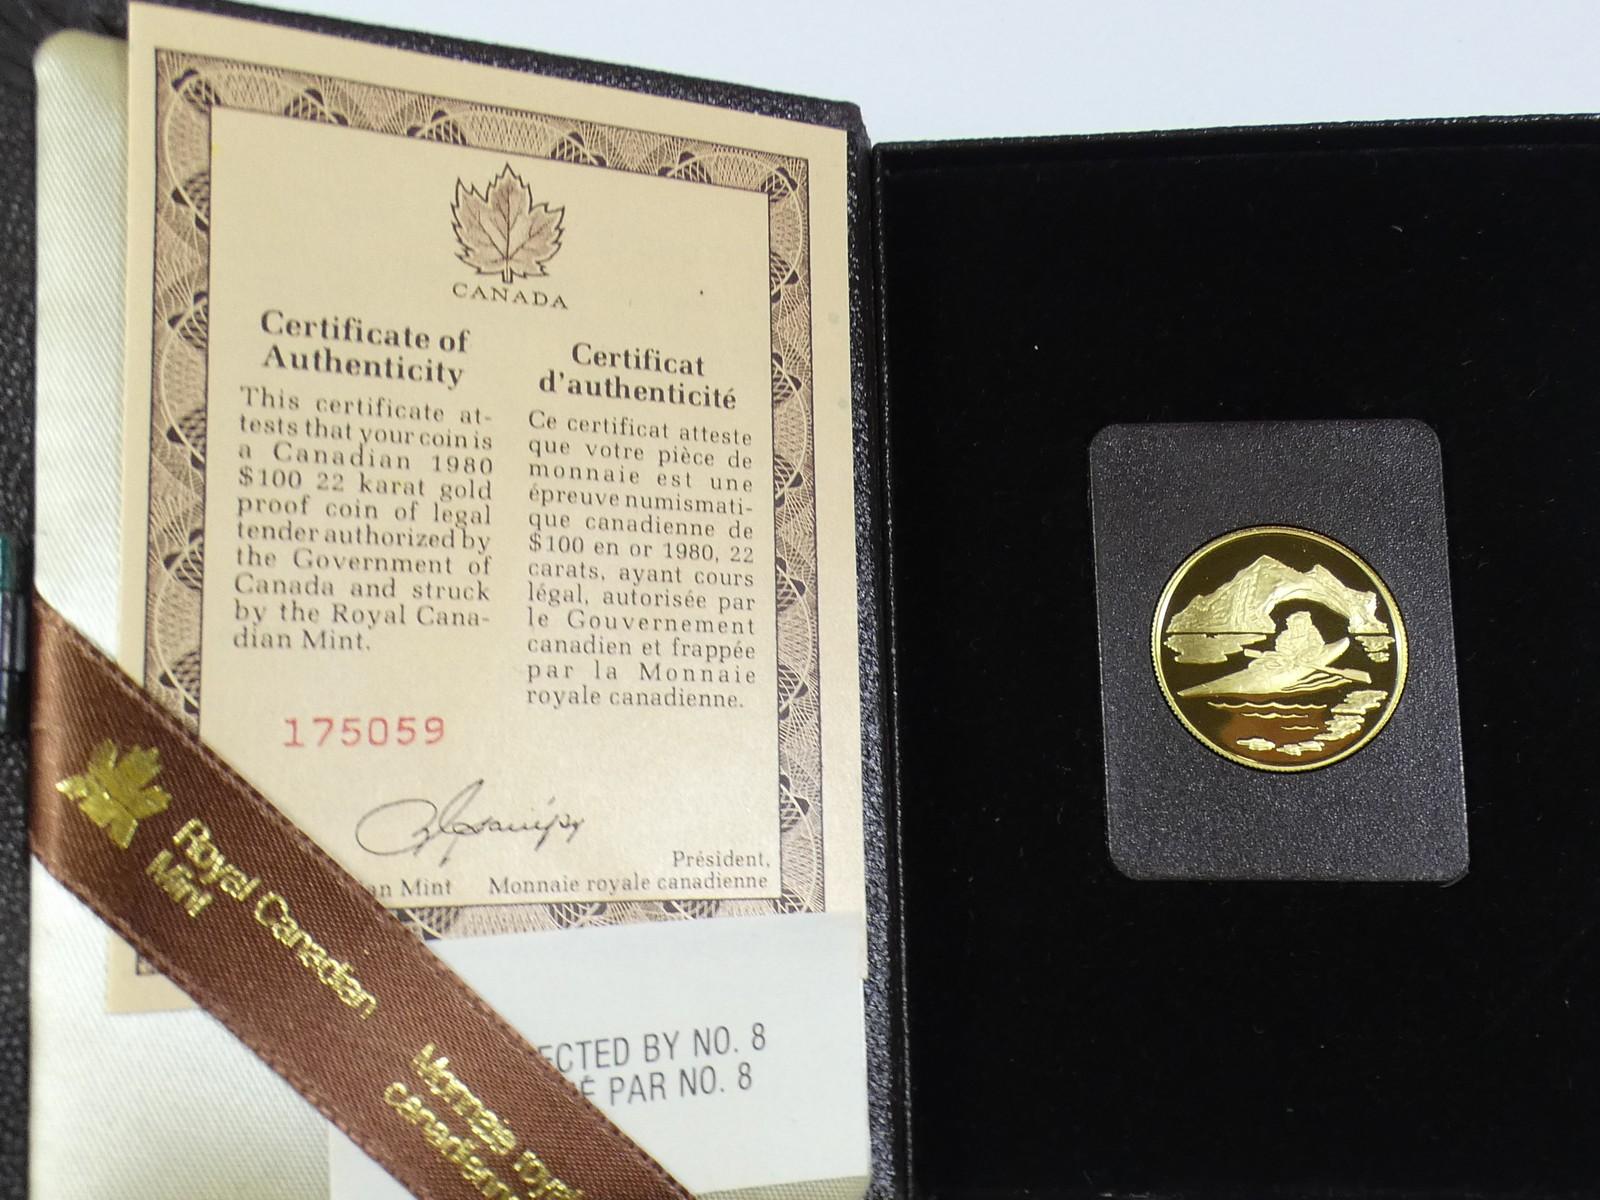 CANADA
Certificate of
Authenticity
This certificate at-
tests that your coin is
a Canadian 1980
$100 22 karat gold
proof coin of legal
tender authorized by
the Government of
Canada and struck
by the Royal Cana-
dian Mint.
Certificat
d'authenticité
Ce certificat atteste
que votre pièce de
monnaie est une
épreuve numismati-
que canadienne de
$100 en or 1980, 22
carats, ayant cours
légal, autorisée par
le Gouvernement
canadien et frappée
par la Monnaie
royale canadienne.
175059
Président,
Mint Monnaie royale canadienne
Royal Canadian
Mint
Monnaie
BY NO. 8
PAR NO. 8